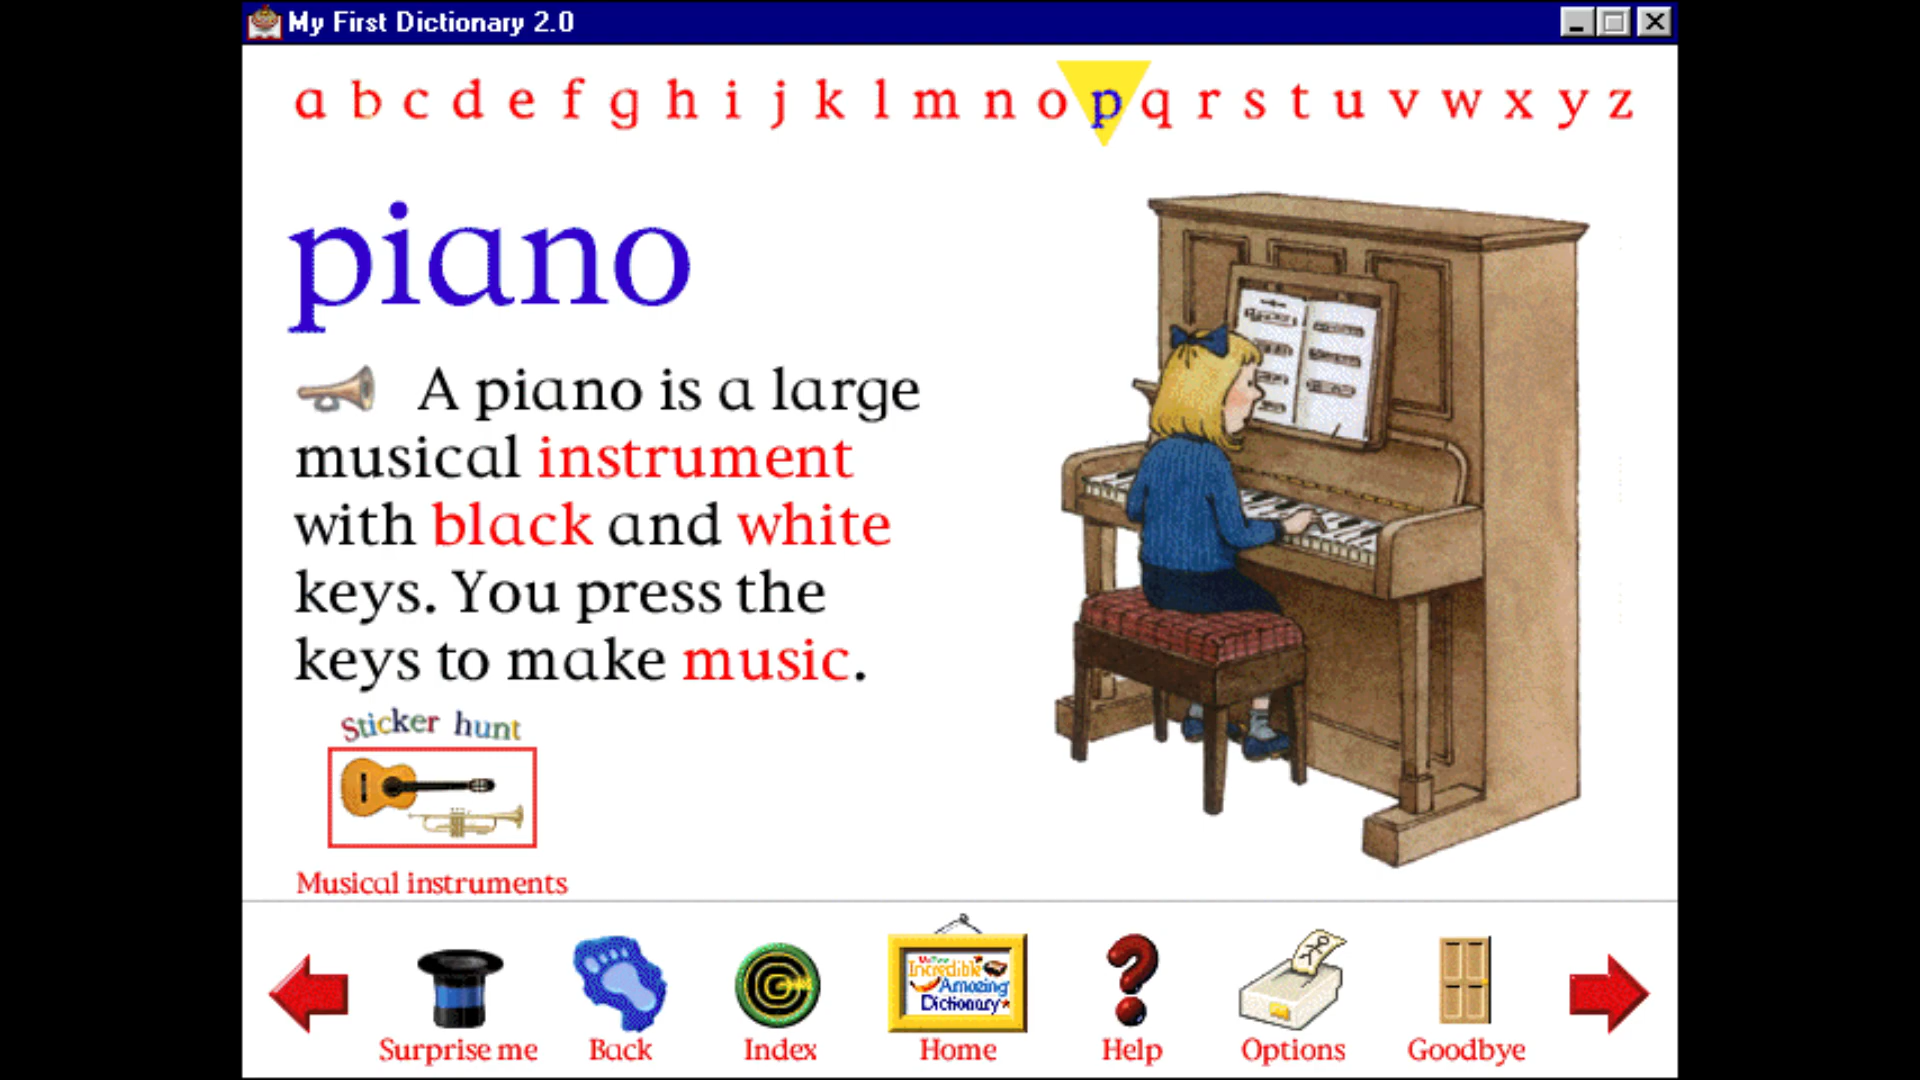 My First Dictionary 2.0
a b c d e f g h i j k l m n o p q r s t u v w x y z
piano
A piano is a large
musical instrument
with black and white
keys. You press the
keys to make music.
Sticker hunt
Musical instruments
My First
Incredible
Amazing
Dictionary
Surprise me
Back
Index
Home
Help
Options
Goodbye